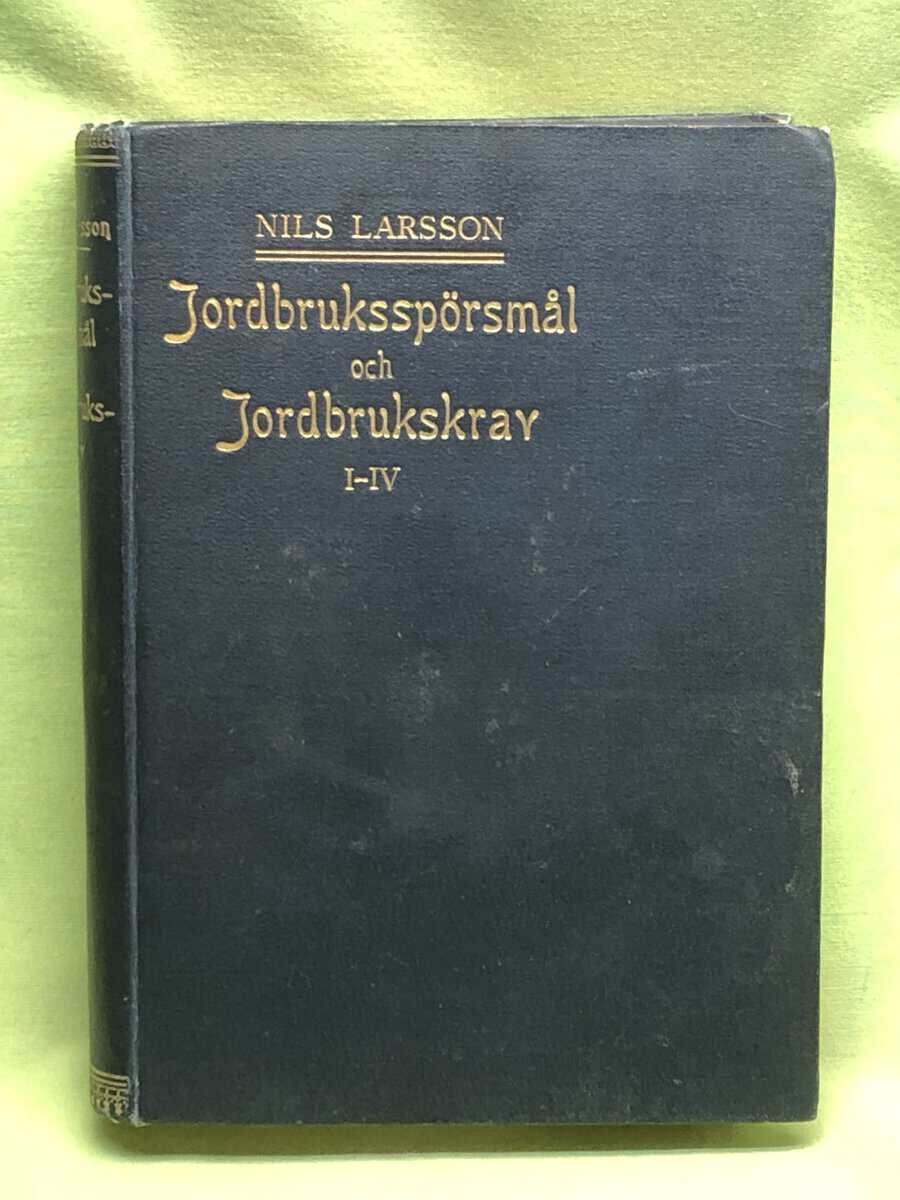 NILS LARSSON
Jordbruksspörsmål
och
Jordbrukskrav
I-IV